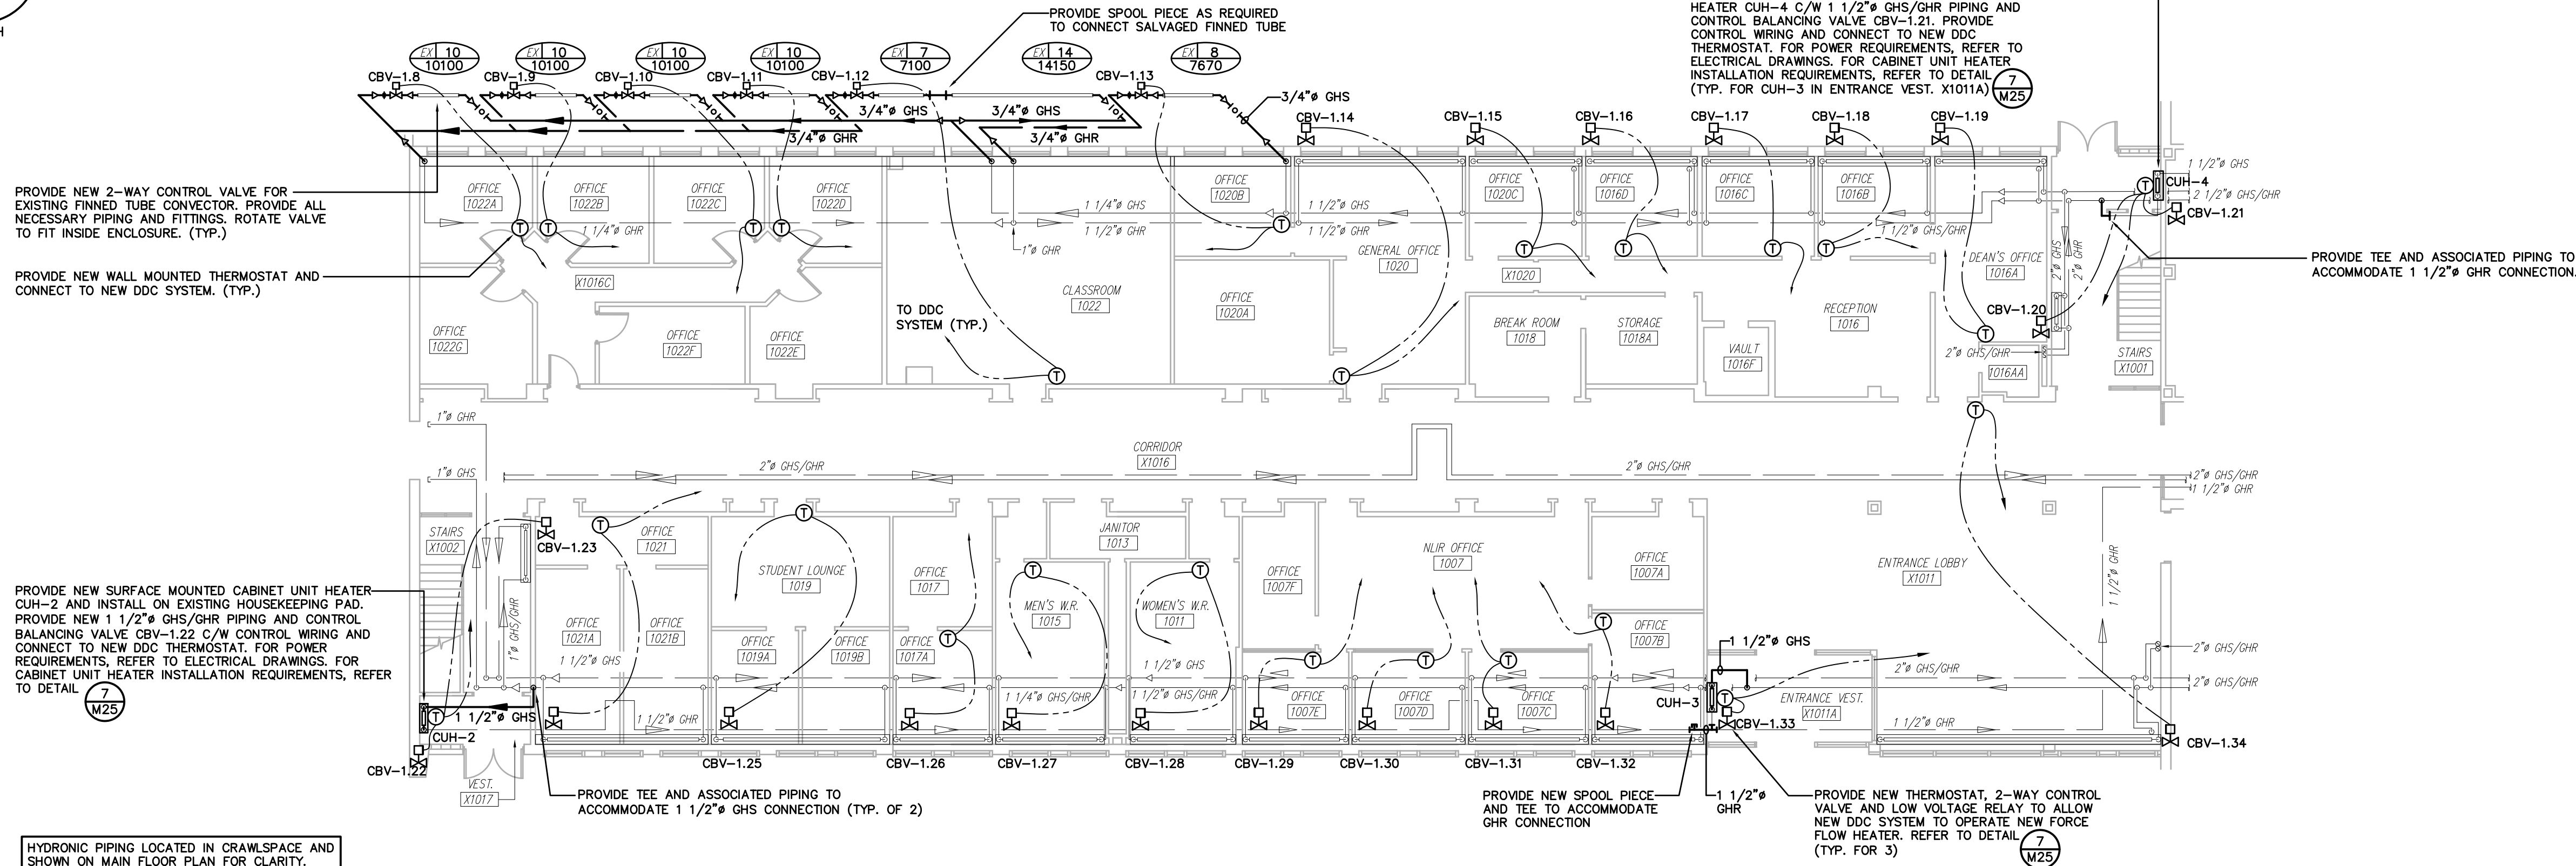 H
PROVIDE SPOOL PIECE AS REQUIRED
TO CONNECT SALVAGED FINNED TUBE
HEATER CUH-4 C/W 1 1/2"ø GHS/GHR PIPING AND
CONTROL BALANCING VALVE CBV-1.21. PROVIDE
CONTROL WIRING AND CONNECT TO NEW DDC
THERMOSTAT. FOR POWER REQUIREMENTS, REFER TO
ELECTRICAL DRAWINGS. FOR CABINET UNIT HEATER
INSTALLATION REQUIREMENTS, REFER TO DETAIL
(TYP. FOR CUH-3 IN ENTRANCE VEST. X1011A)
7
M25
EX 10
10100
EX 10
10100
EX 10
10100
EX 10
10100
EX 7
7100
EX 14
14150
EX 8
7670
CBV-1.8
CBV-1.9
CBV-1.10
CBV-1.11
CBV-1.12
CBV-1.13
3/4"ø GHS
3/4"ø GHS
3/4"ø GHS
3/4"ø GHR
3/4"ø GHR
CBV-1.14
CBV-1.15
CBV-1.16
CBV-1.17
CBV-1.18
CBV-1.19
PROVIDE NEW 2-WAY CONTROL VALVE FOR
EXISTING FINNED TUBE CONVECTOR. PROVIDE ALL
NECESSARY PIPING AND FITTINGS. ROTATE VALVE
TO FIT INSIDE ENCLOSURE. (TYP.)
PROVIDE NEW WALL MOUNTED THERMOSTAT AND
CONNECT TO NEW DDC SYSTEM. (TYP.)
OFFICE
1022A
OFFICE
1022B
OFFICE
1022C
OFFICE
1022D
OFFICE
1020B
OFFICE
1020C
OFFICE
1016D
OFFICE
1016C
OFFICE
1016B
1 1/2"ø GHS
2 1/2"ø GHS/GHR
CUH-4
CBV-1.21
T
T
T
T
T
T
T
T
T
T
T
T
T
T
1 1/4"ø GHR
1 1/4"ø GHS
1 1/2"ø GHR
1"ø GHR
1 1/2"ø GHS
1 1/2"ø GHR
1 1/2"ø GHS/GHR
GENERAL OFFICE
1020
X1020
DEAN'S OFFICE
1016A
2"ø GHS
2"ø GHR
PROVIDE TEE AND ASSOCIATED PIPING TO
ACCOMMODATE 1 1/2"ø GHR CONNECTION.
X1016C
CLASSROOM
1022
OFFICE
1020A
TO DDC
SYSTEM (TYP.)
OFFICE
1022G
OFFICE
1022F
OFFICE
1022E
BREAK ROOM
1018
STORAGE
1018A
VAULT
1016F
RECEPTION
1016
CBV-1.20
2"ø GHS/GHR
1016AA
STAIRS
X1001
1"ø GHR
1"ø GHS
2"ø GHS/GHR
CORRIDOR
X1016
2"ø GHS/GHR
2"ø GHS/GHR
1 1/2"ø GHR
STAIRS
X1002
CBV-1.23
T
OFFICE
1021
T
STUDENT LOUNGE
1019
OFFICE
1017
JANITOR
1013
T
MEN'S W.R.
1015
T
WOMEN'S W.R.
1011
OFFICE
1007F
NLIR OFFICE
1007
OFFICE
1007A
OFFICE
1007B
T
ENTRANCE LOBBY
X1011
1 1/2"ø GHR
PROVIDE NEW SURFACE MOUNTED CABINET UNIT HEATER
CUH-2 AND INSTALL ON EXISTING HOUSEKEEPING PAD.
PROVIDE NEW 1 1/2"ø GHS/GHR PIPING AND CONTROL
BALANCING VALVE CBV-1.22 C/W CONTROL WIRING AND
CONNECT TO NEW DDC THERMOSTAT. FOR POWER
REQUIREMENTS, REFER TO ELECTRICAL DRAWINGS. FOR
CABINET UNIT HEATER INSTALLATION REQUIREMENTS, REFER
TO DETAIL
7
M25
1"ø GHS/GHR
OFFICE
1021A
OFFICE
1021B
OFFICE
1019A
OFFICE
1019B
OFFICE
1017A
T
1 1/2"ø GHS
1 1/2"ø GHR
1 1/4"ø GHS/GHR
1 1/2"ø GHS
1 1/2"ø GHS/GHR
T
OFFICE
1007E
T
OFFICE
1007D
T
OFFICE
1007C
1 1/2"ø GHS
CUH-3
T
CBV-1.33
2"ø GHS/GHR
ENTRANCE VEST.
X1011A
1 1/2"ø GHR
2"ø GHS/GHR
2"ø GHS/GHR
CBV-1.34
T
1 1/2"ø GHS
CUH-2
CBV-1.22
VEST.
X1017
CBV-1.25
CBV-1.26
CBV-1.27
CBV-1.28
CBV-1.29
CBV-1.30
CBV-1.31
CBV-1.32
PROVIDE TEE AND ASSOCIATED PIPING TO
ACCOMMODATE 1 1/2"ø GHS CONNECTION (TYP. OF 2)
PROVIDE NEW SPOOL PIECE
AND TEE TO ACCOMMODATE
GHR CONNECTION
1 1/2"ø
GHR
PROVIDE NEW THERMOSTAT, 2-WAY CONTROL
VALVE AND LOW VOLTAGE RELAY TO ALLOW
NEW DDC SYSTEM TO OPERATE NEW FORCE
FLOW HEATER. REFER TO DETAIL
(TYP. FOR 3)
7
M25
HYDRONIC PIPING LOCATED IN CRAWLSPACE AND
SHOWN ON MAIN FLOOR PLAN FOR CLARITY.